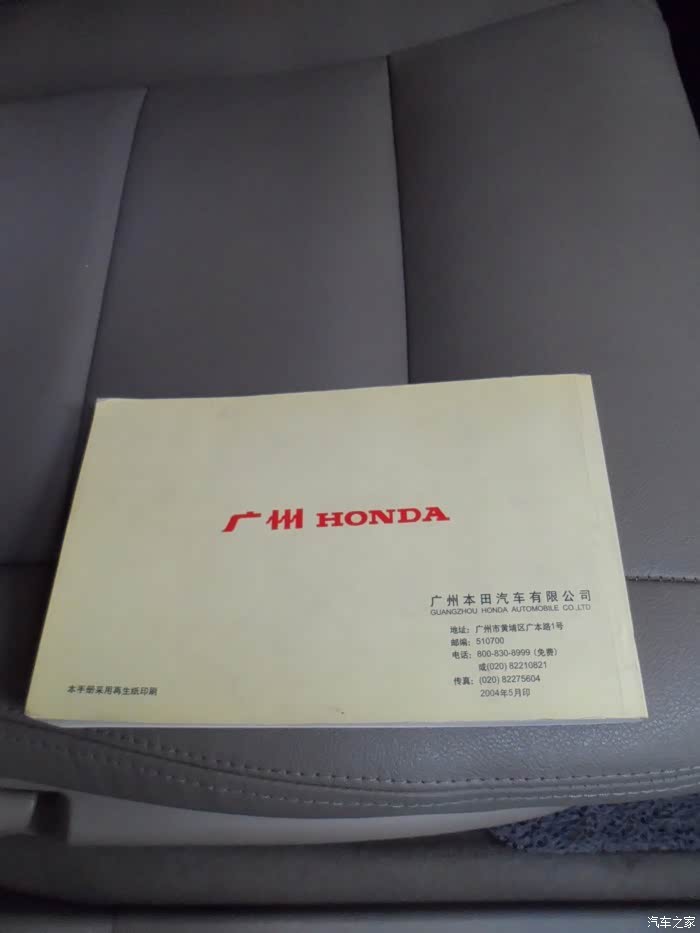 广州 HONDA
广州本田汽车有限公司
GUANGZHOU HONDA AUTOMOBILE CO.,LTD
地址：广州市黄埔区广本路1号
邮编：510700
电话：800-830-8999 (免费)
或(020) 82210821
传真：(020) 82275604
2004年5月印
本手册采用再生纸印刷
汽车之家